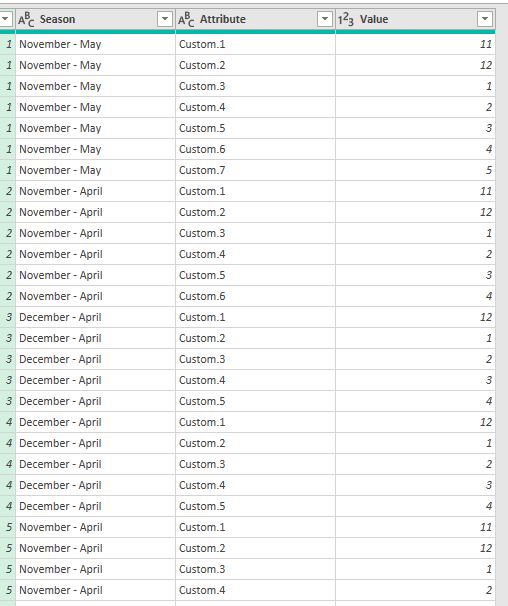 ABC Season ABC Attribute 123 Value
1 November - May Custom.1 11
1 November - May Custom.2 12
1 November - May Custom.3 1
1 November - May Custom.4 2
1 November - May Custom.5 3
1 November - May Custom.6 4
1 November - May Custom.7 5
2 November - April Custom.1 11
2 November - April Custom.2 12
2 November - April Custom.3 1
2 November - April Custom.4 2
2 November - April Custom.5 3
2 November - April Custom.6 4
3 December - April Custom.1 12
3 December - April Custom.2 1
3 December - April Custom.3 2
3 December - April Custom.4 3
3 December - April Custom.5 4
4 December - April Custom.1 12
4 December - April Custom.2 1
4 December - April Custom.3 2
4 December - April Custom.4 3
4 December - April Custom.5 4
5 November - April Custom.1 11
5 November - April Custom.2 12
5 November - April Custom.3 1
5 November - April Custom.4 2